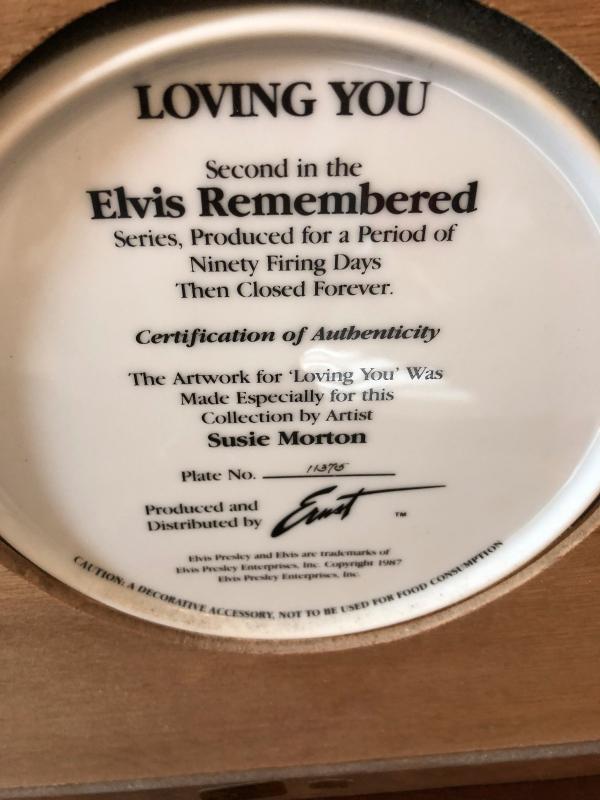 LOVING YOU
Second in the
Elvis Remembered
Series, Produced for a Period of
Ninety Firing Days
Then Closed Forever.
Certification of Authenticity
The Artwork for 'Loving You' Was
Made Especially for this
Collection by Artist
Susie Morton
Plate No. 11375
Produced and
Distributed by Ernst ™
Elvis Presley and Elvis are trademarks of
Elvis Presley Enterprises, Inc. Copyright 1987
Elvis Presley Enterprises, Inc.
CAUTION: A DECORATIVE ACCESSORY, NOT TO BE USED FOR FOOD CONSUMPTION